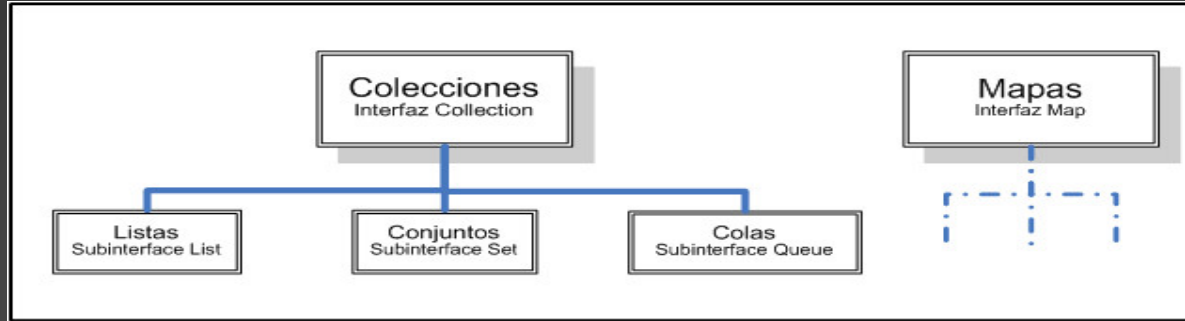 Colecciones
Interfaz Collection
Mapas
Interfaz Map
Listas
Subinterface List
Conjuntos
Subinterface Set
Colas
Subinterface Queue